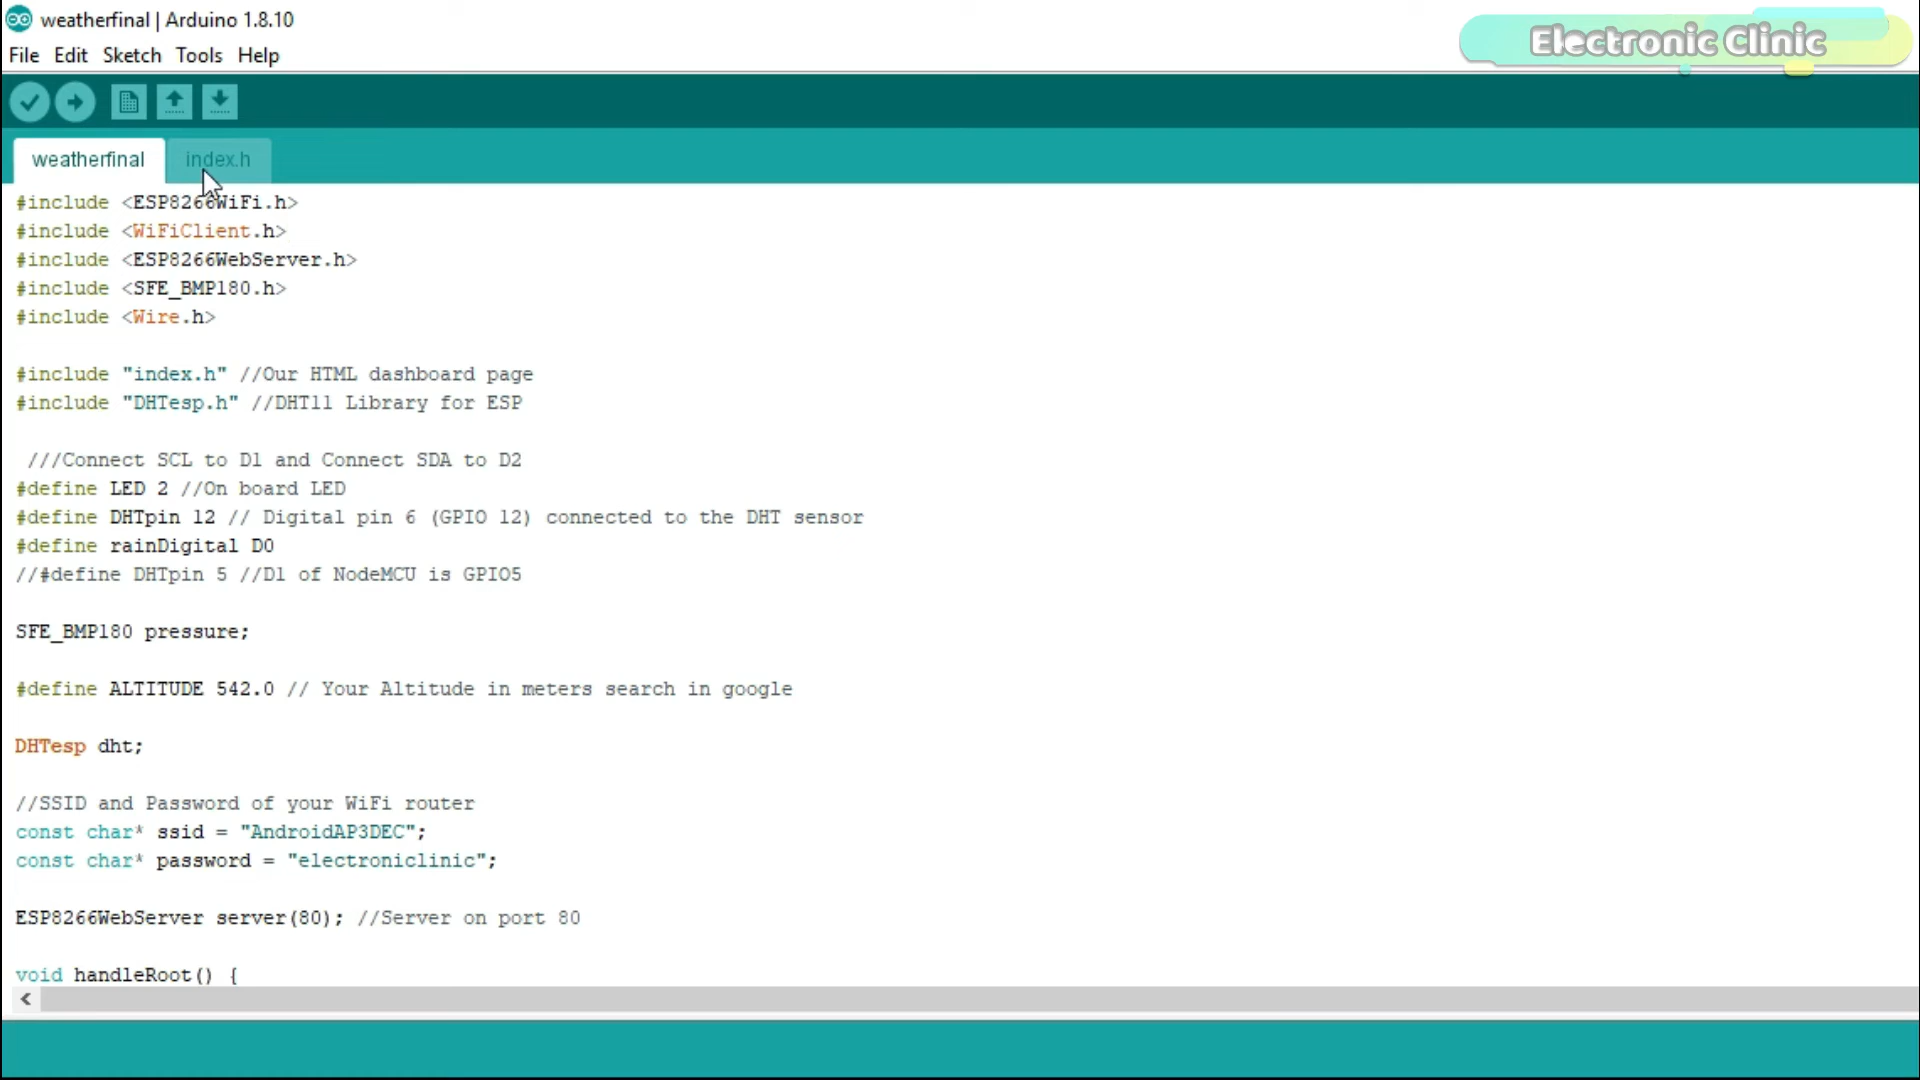 weatherfinal | Arduino 1.8.10
Electronic Clinic
File Edit Sketch Tools Help
weatherfinal index.h
#include <ESP8266WiFi.h>
#include <WiFiClient.h>
#include <ESP8266WebServer.h>
#include <SFE_BMP180.h>
#include <Wire.h>
#include "index.h" //Our HTML dashboard page
#include "DHTesp.h" //DHT11 Library for ESP
///Connect SCL to D1 and Connect SDA to D2
#define LED 2 //On board LED
#define DHTpin 12 // Digital pin 6 (GPIO 12) connected to the DHT sensor
#define rainDigital D0
//#define DHTpin 5 //D1 of NodeMCU is GPIO5
SFE_BMP180 pressure;
#define ALTITUDE 542.0 // Your Altitude in meters search in google
DHTesp dht;
//SSID and Password of your WiFi router
const char* ssid = "AndroidAP3DEC";
const char* password = "electroniclinic";
ESP8266WebServer server(80); //Server on port 80
void handleRoot() {